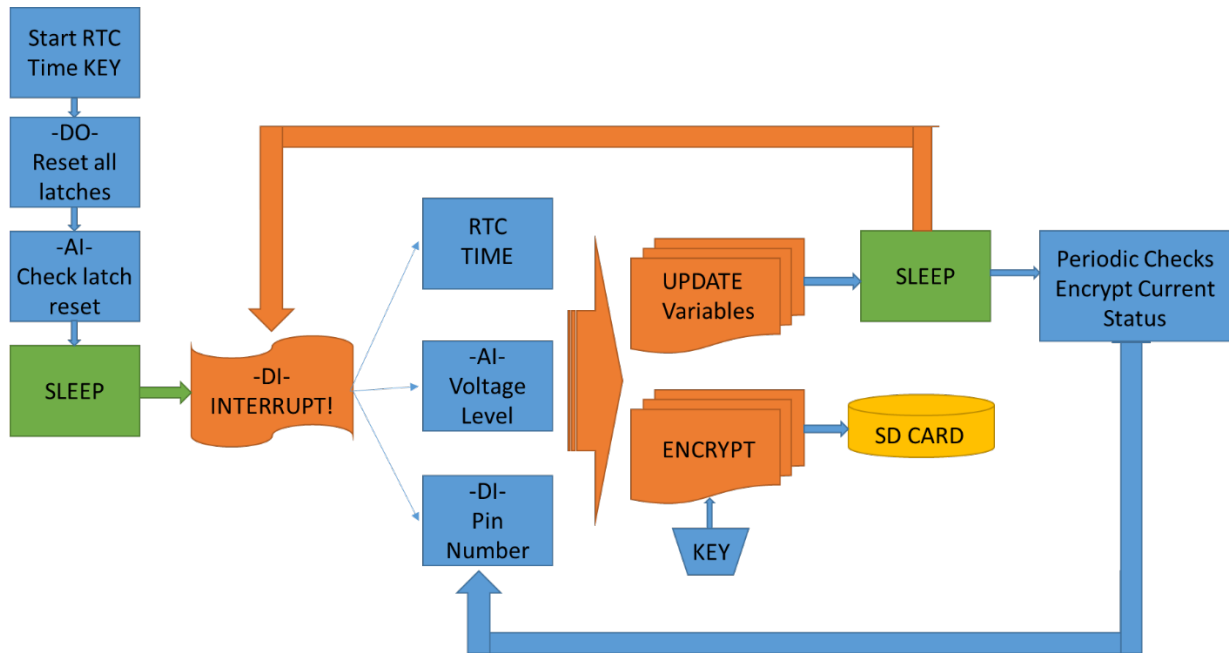 Start RTC
Time KEY
-DO-
Reset all
latches
-AI-
Check latch
reset
SLEEP
-DI-
INTERRUPT!
RTC
TIME
-AI-
Voltage
Level
-DI-
Pin
Number
UPDATE
Variables
ENCRYPT
KEY
SLEEP
SD CARD
Periodic Checks
Encrypt Current
Status